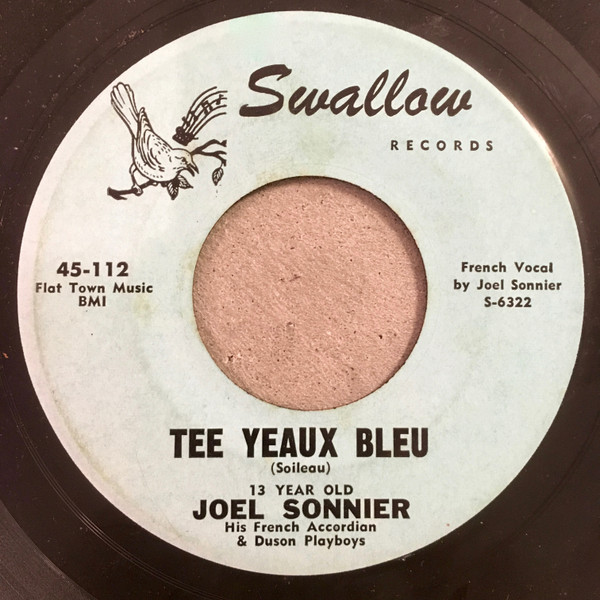 Swallow
RECORDS
45-112
Flat Town Music
BMI
French Vocal
by Joel Sonnier
S-6322
TEE YEAUX BLEU
(Soileau)
13 YEAR OLD
JOEL SONNIER
His French Accordian
& Duson Playboys